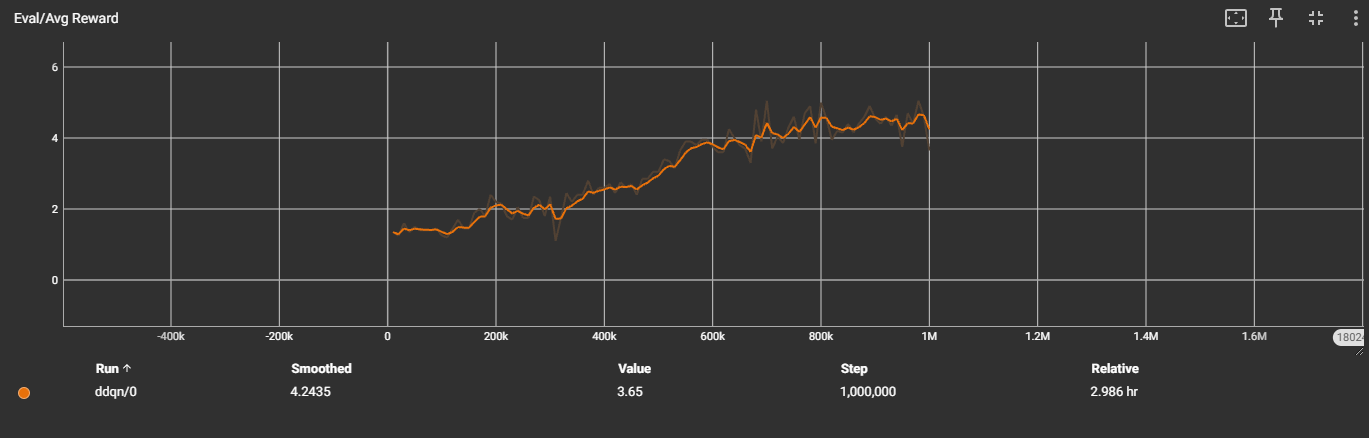 Eval/Avg Reward
6
4
2
0
-400k -200k 0 200k 400k 600k 800k 1M 1.2M 1.4M 1.6M 18024
Run ↑ Smoothed Value Step Relative
ddqn/0 4.2435 3.65 1,000,000 2.986 hr